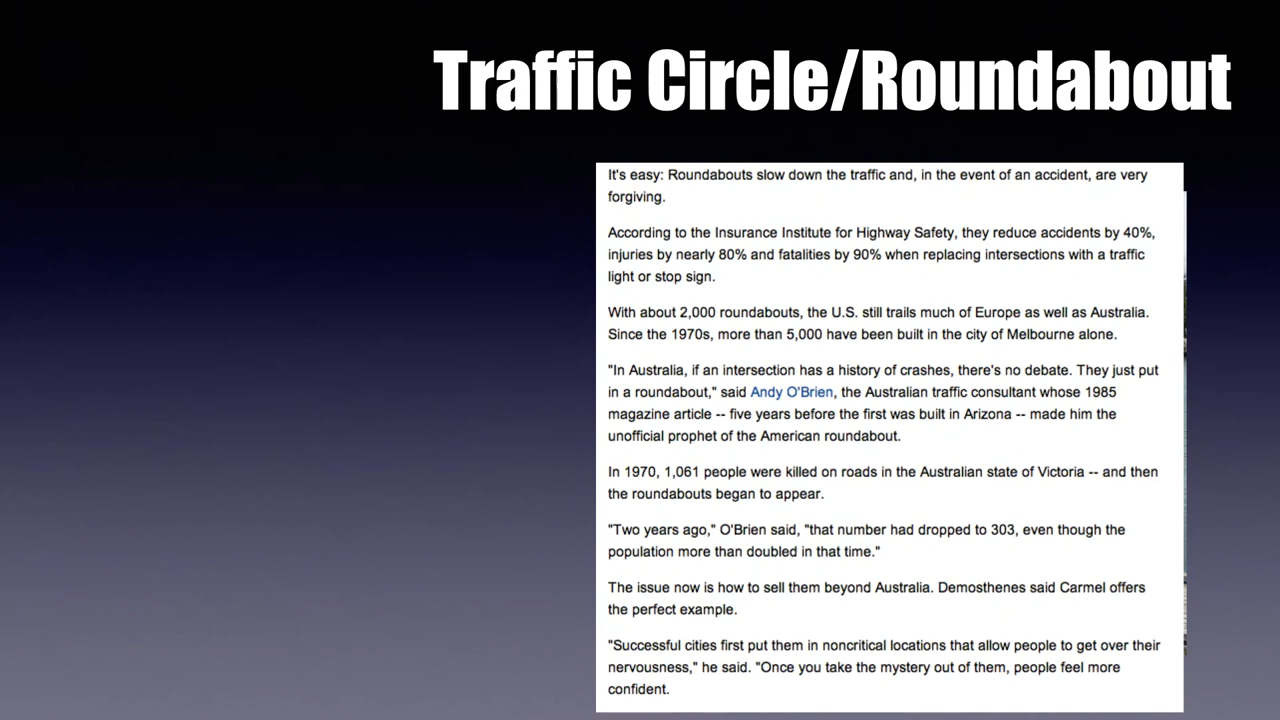 Traffic Circle/Roundabout
It's easy: Roundabouts slow down the traffic and, in the event of an accident, are very
forgiving.
According to the Insurance Institute for Highway Safety, they reduce accidents by 40%,
injuries by nearly 80% and fatalities by 90% when replacing intersections with a traffic
light or stop sign.
With about 2,000 roundabouts, the U.S. still trails much of Europe as well as Australia.
Since the 1970s, more than 5,000 have been built in the city of Melbourne alone.
"In Australia, if an intersection has a history of crashes, there's no debate. They just put
in a roundabout," said Andy O'Brien, the Australian traffic consultant whose 1985
magazine article -- five years before the first was built in Arizona -- made him the
unofficial prophet of the American roundabout.
In 1970, 1,061 people were killed on roads in the Australian state of Victoria -- and then
the roundabouts began to appear.
"Two years ago," O'Brien said, "that number had dropped to 303, even though the
population more than doubled in that time."
The issue now is how to sell them beyond Australia. Demosthenes said Carmel offers
the perfect example.
"Successful cities first put them in noncritical locations that allow people to get over their
nervousness," he said. "Once you take the mystery out of them, people feel more
confident.